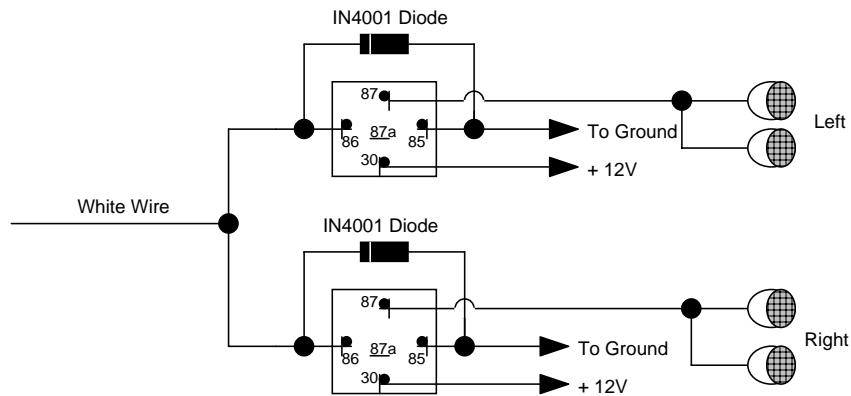 IN4001 Diode
87
86
87a
85
30
To Ground
+ 12V
Left
White Wire
IN4001 Diode
87
86
87a
85
30
To Ground
+ 12V
Right